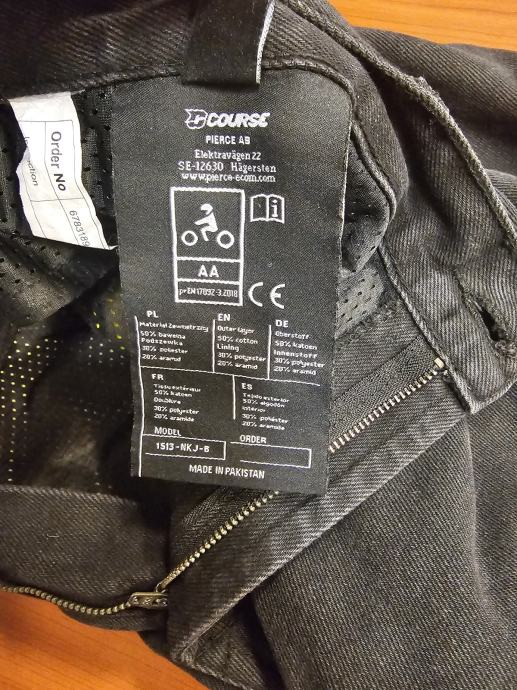 COURSE
PIERCE AB
Elektravägen 22
SE-12630 Hägersten
www.pierce-ecom.com
i
AA
prEN17092-3:2018
CE
PL
Materiał Zewnętrzny
50% bawełna
Podszewka
30% poliester
20% aramid
EN
Outer layer
50% cotton
Lining
30% polyester
20% aramid
DE
Oberstoff
50% katoen
Innenstoff
30% polyester
20% aramid
FR
Tissu extérieur
50% katoen
Doublure
30% polyester
20% aramide
ES
Tejido exterior
50% algodón
Interior
30% poliéster
20% aramida
MODEL
1S13-NKJ-B
ORDER
MADE IN PAKISTAN
Order No